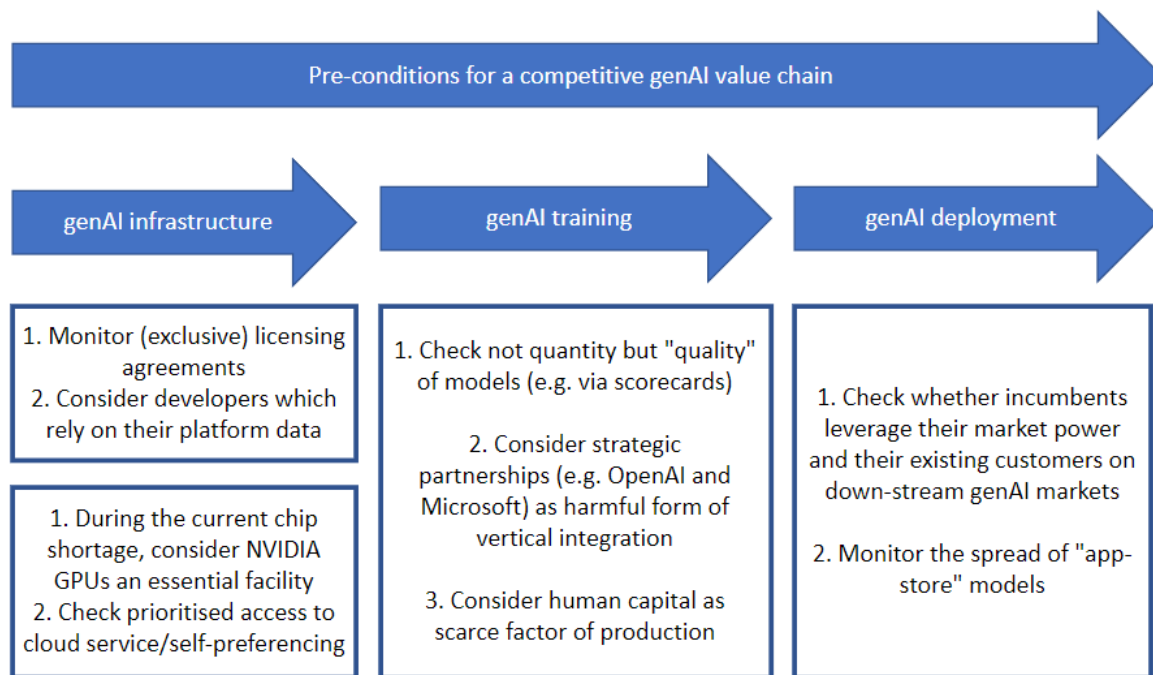 Pre-conditions for a competitive genAI value chain
genAI infrastructure
genAI training
genAI deployment
1. Monitor (exclusive) licensing
agreements
2. Consider developers which
rely on their platform data
1. During the current chip
shortage, consider NVIDIA
GPUs an essential facility
2. Check prioritised access to
cloud service/self-preferencing
1. Check not quantity but "quality"
of models (e.g. via scorecards)
2. Consider strategic
partnerships (e.g. OpenAI and
Microsoft) as harmful form of
vertical integration
3. Consider human capital as
scarce factor of production
1. Check whether incumbents
leverage their market power
and their existing customers on
down-stream genAI markets
2. Monitor the spread of "app-
store" models